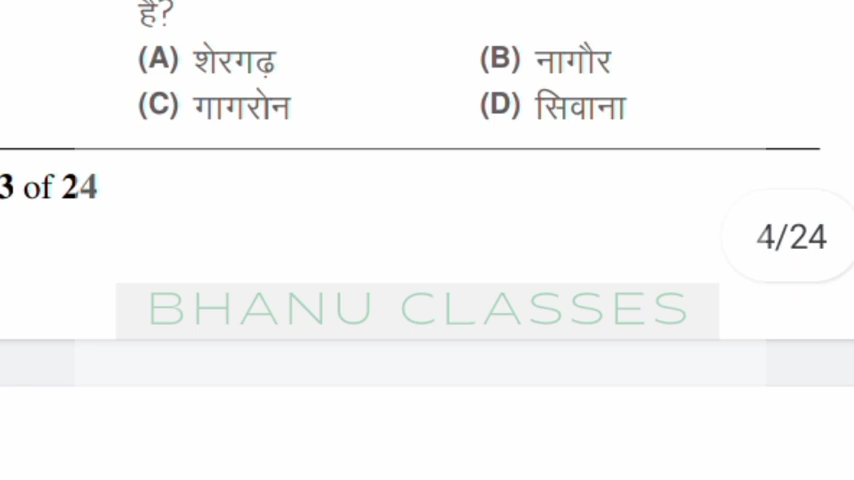 है?
(A) शेरगढ़
(B) नागौर
(C) गागरोन
(D) सिवाना
3 of 24
4/24
BHANU CLASSES